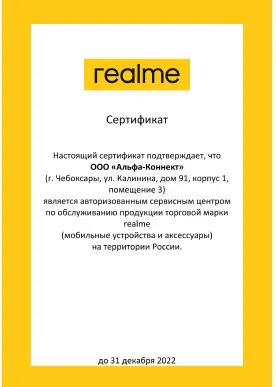 realme
Сертификат
Настоящий сертификат подтверждает, что
ООО «Альфа-Коннект»
(г. Чебоксары, ул. Калинина, дом 91, корпус 1,
помещение 3)
является авторизованным сервисным центром
по обслуживанию продукции торговой марки
realme
(мобильные устройства и аксессуары)
на территории России.
до 31 декабря 2022